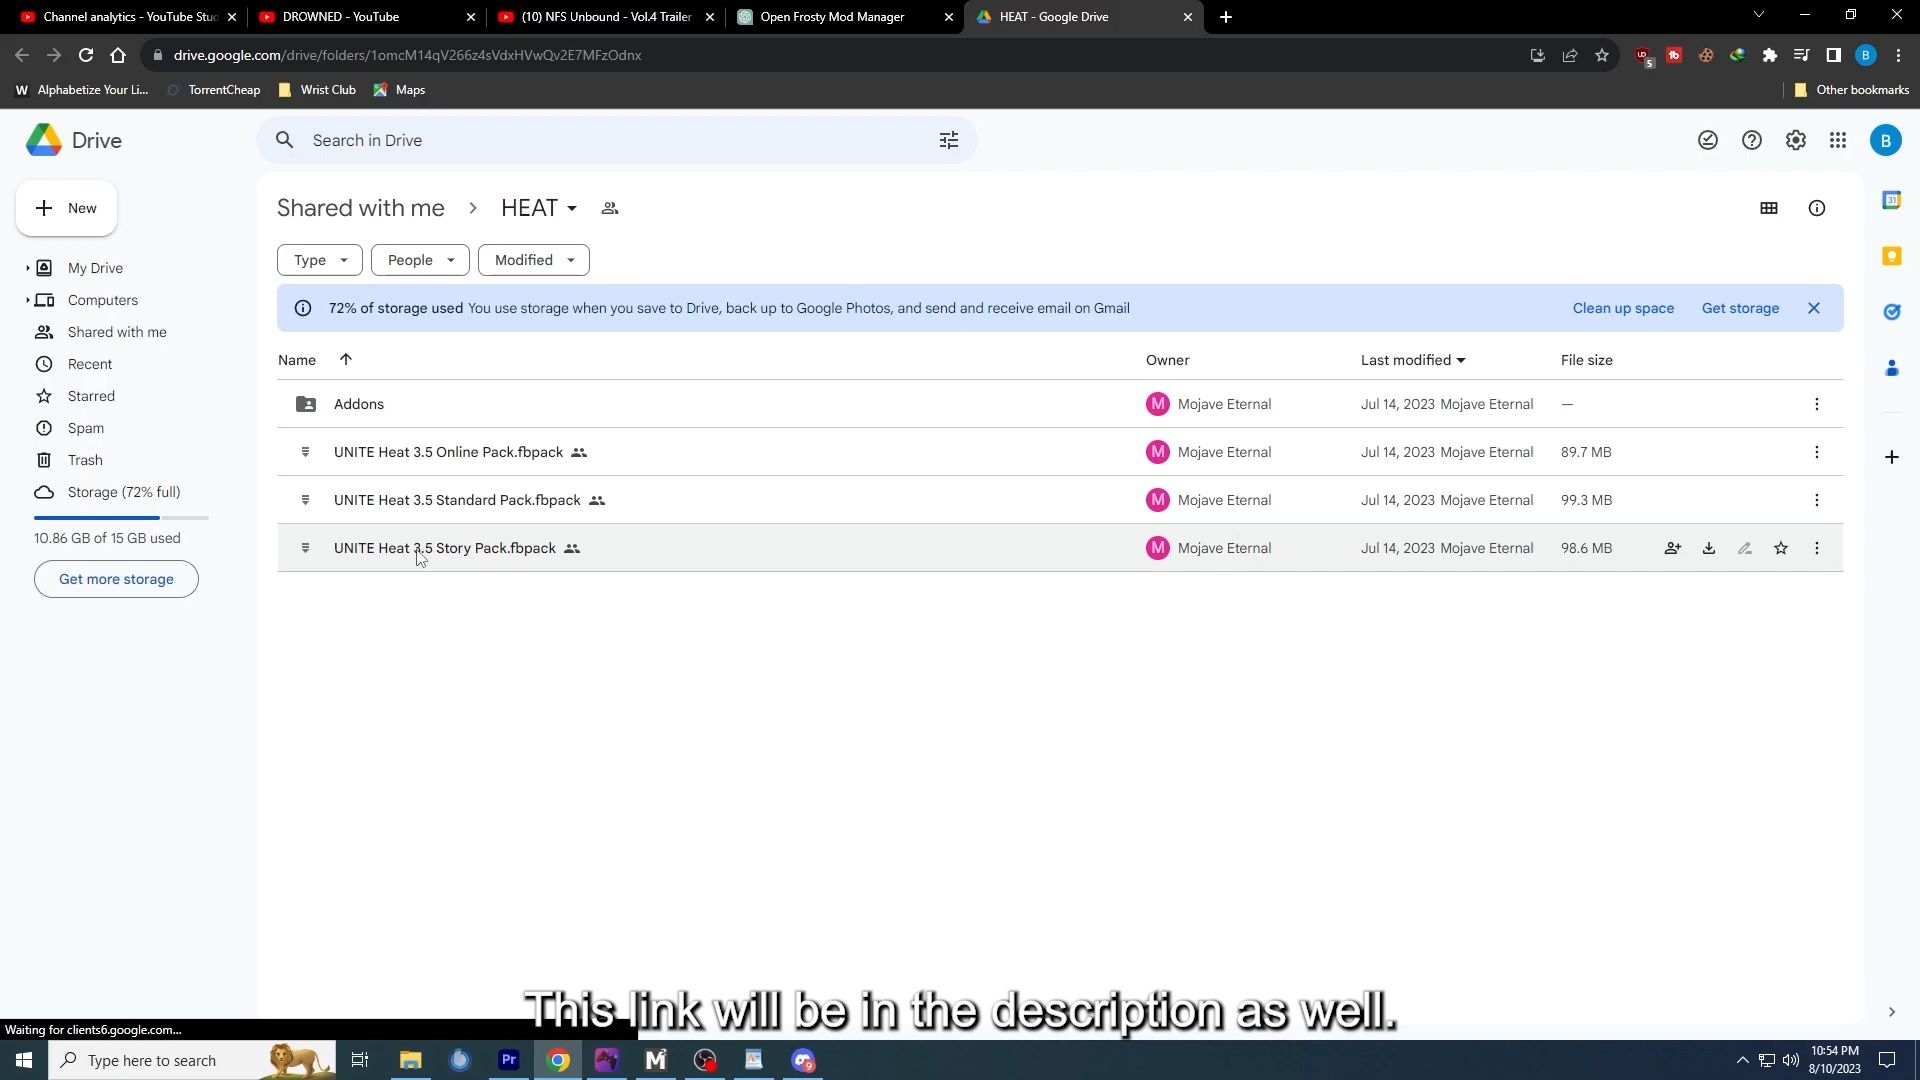 Channel analytics - YouTube Stud
DROWNED - YouTube
(10) NFS Unbound - Vol.4 Trailer
Open Frosty Mod Manager
HEAT - Google Drive
drive.google.com/drive/folders/1omcM14qV266z4sVdxHVwQv2E7MFzOdnx
5
W Alphabetize Your Li...
TorrentCheap
Wrist Club
Maps
Other bookmarks
Drive
Search in Drive
B
New
Shared with me
HEAT
31
Type
People
Modified
My Drive
Computers
Shared with me
Recent
Starred
Spam
Trash
Storage (72% full)
10.86 GB of 15 GB used
Get more storage
72% of storage used You use storage when you save to Drive, back up to Google Photos, and send and receive email on Gmail
Clean up space
Get storage
Name
Owner
Last modified
File size
Addons
M Mojave Eternal
Jul 14, 2023 Mojave Eternal
—
UNITE Heat 3.5 Online Pack.fbpack
M Mojave Eternal
Jul 14, 2023 Mojave Eternal
89.7 MB
UNITE Heat 3.5 Standard Pack.fbpack
M Mojave Eternal
Jul 14, 2023 Mojave Eternal
99.3 MB
UNITE Heat 3.5 Story Pack.fbpack
M Mojave Eternal
Jul 14, 2023 Mojave Eternal
98.6 MB
This link will be in the description as well.
Waiting for clients6.google.com...
Type here to search
Pr
M
9
10:54 PM
8/10/2023